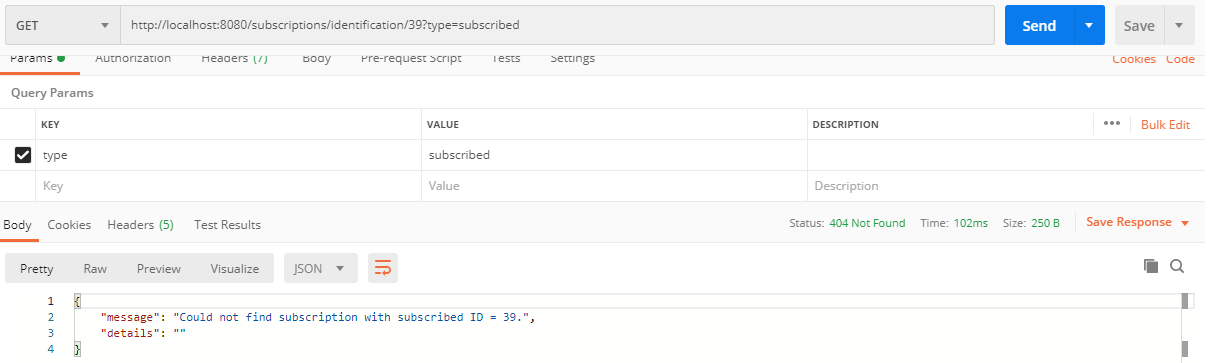 GET http://localhost:8080/subscriptions/identification/39?type=subscribed Send Save
Params Authorization Headers (7) Body Pre-request Script Tests Settings Cookies Code
Query Params
KEY VALUE DESCRIPTION ••• Bulk Edit
type subscribed
Key Value Description
Body Cookies Headers (5) Test Results Status: 404 Not Found Time: 102ms Size: 250 B Save Response
Pretty Raw Preview Visualize JSON
1 {
2 "message": "Could not find subscription with subscribed ID = 39.",
3 "details": ""
4 }